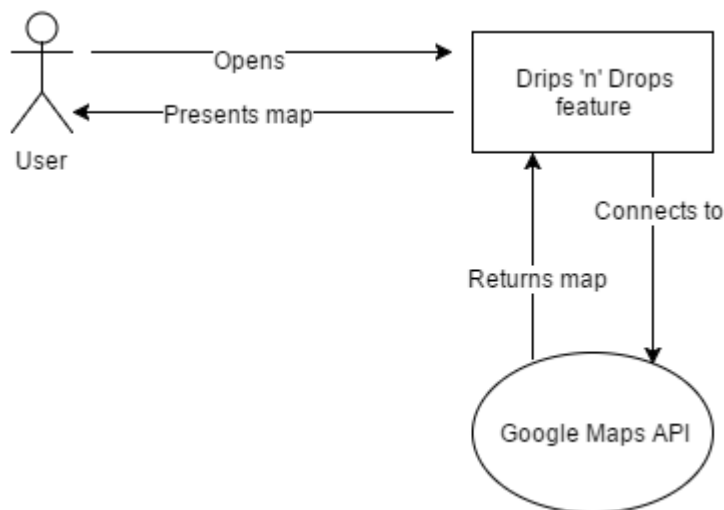 Opens
Drips 'n' Drops
feature
Presents map
User
Connects to
Returns map
Google Maps API